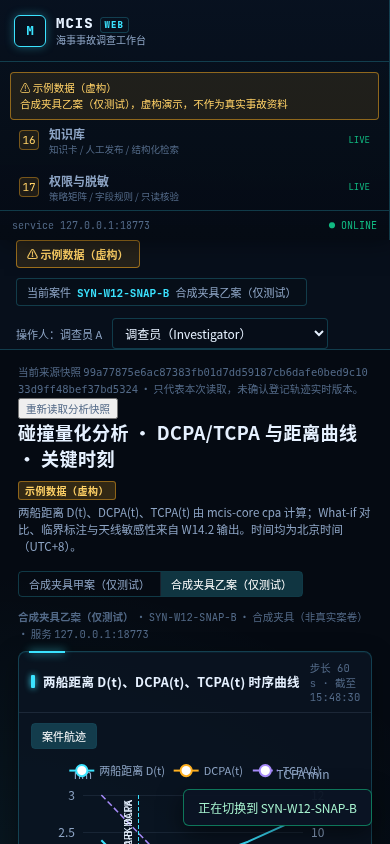 M
MCIS WEB
海事事故调查工作台
⚠ 示例数据（虚构）
合成夹具乙案（仅测试），虚构演示，不作为真实事故资料
16 知识库 LIVE
知识卡 / 人工发布 / 结构化检索
17 权限与脱敏 LIVE
策略矩阵 / 字段规则 / 只读核验
service 127.0.0.1:18773 ONLINE
⚠ 示例数据（虚构）
当前案件 SYN-W12-SNAP-B 合成夹具乙案（仅测试）
操作人：调查员 A 调查员（Investigator）
当前来源快照 99a77875e6ac87383fb01d7dd59187cb6dafe0bed9c10
33d9ff48bef37bd5324 · 只代表本次读取，未确认登记轨迹实时版本。
重新读取分析快照
碰撞量化分析 · DCPA/TCPA 与距离曲线
· 关键时刻
示例数据（虚构）
两船距离 D(t)、DCPA(t)、TCPA(t) 由 mcis-core cpa 计算；What-if 对
比、临界标注与天线敏感性来自 W14.2 输出。时间均为北京时间
（UTC+8）。
合成夹具甲案（仅测试） 合成夹具乙案（仅测试）
合成夹具乙案（仅测试） · SYN-W12-SNAP-B · 合成夹具（非真实案卷）
· 服务 127.0.0.1:18773
两船距离 D(t)、DCPA(t)、TCPA(t) 时序曲线
步长 60
s · 截至
15:48:30
案件航迹
两船距离 D(t) DCPA(t) TCPA(t)
nm TCPA min
3
2.5 10
正在切换到 SYN-W12-SNAP-B